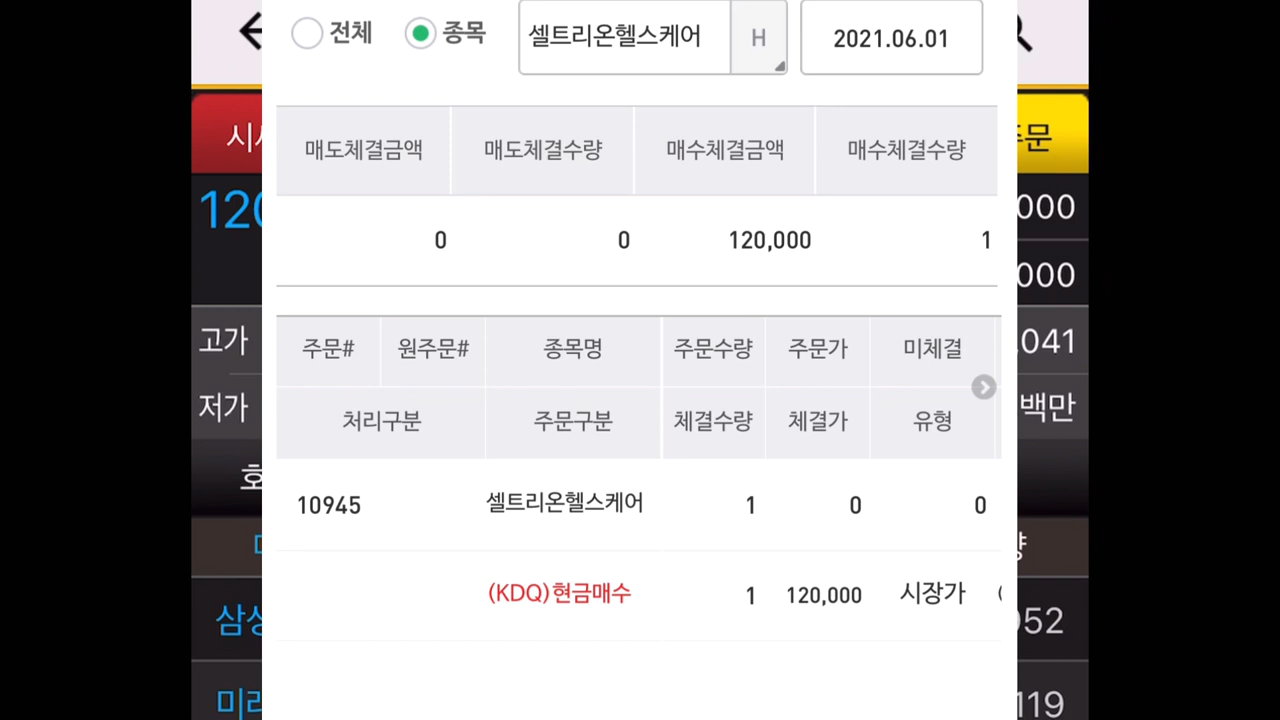 전체 종목 셀트리온헬스케어 H 2021.06.01
매도체결금액 매도체결수량 매수체결금액 매수체결수량
0 0 120,000 1
주문# 원주문# 종목명 주문수량 주문가 미체결
처리구분 주문구분 체결수량 체결가 유형
10945 셀트리온헬스케어 1 0 0
(KDQ)현금매수 1 120,000 시장가
고가
저가
백만